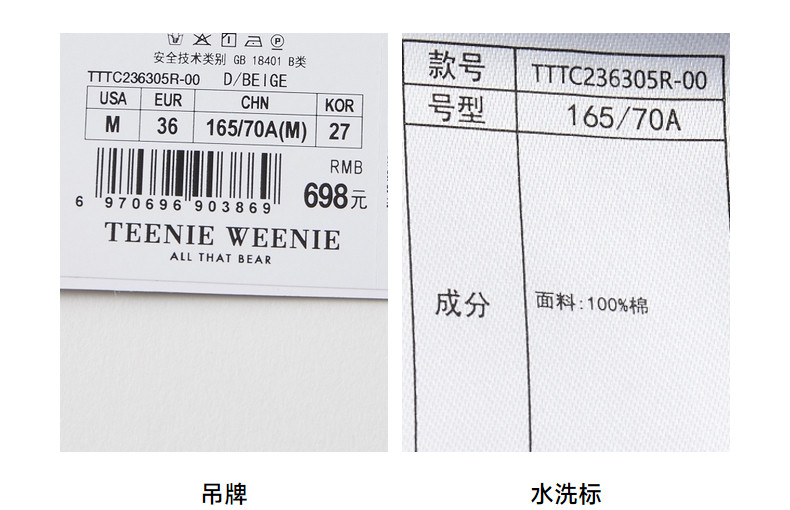 安全技术类别 GB 18401 B类
TTTC236305R-00 D/BEIGE
USA EUR CHN KOR
M 36 165/70A(M) 27
RMB
698元
6 970696 903869
TEENIE WEENIE
ALL THAT BEAR
吊牌
款号 TTTC236305R-00
号型 165/70A
成分 面料:100%棉
水洗标